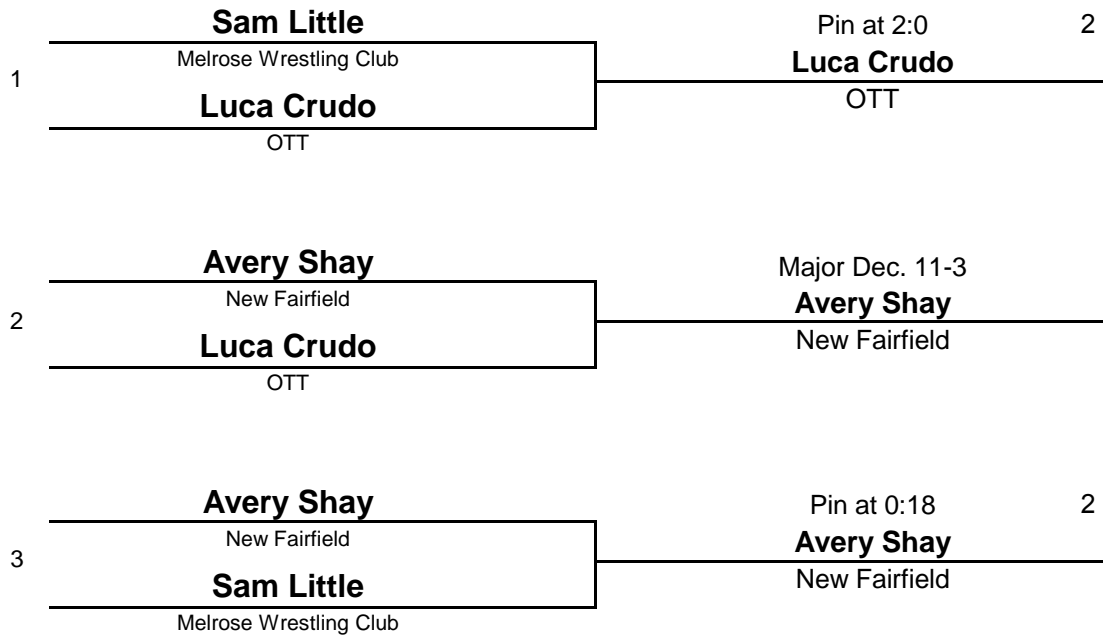 Sam Little
Pin at 2:0 2
Melrose Wrestling Club
Luca Crudo
1
Luca Crudo
OTT
OTT
Avery Shay
Major Dec. 11-3
New Fairfield
Avery Shay
2
Luca Crudo
New Fairfield
OTT
Avery Shay
Pin at 0:18 2
New Fairfield
Avery Shay
3
Sam Little
New Fairfield
Melrose Wrestling Club